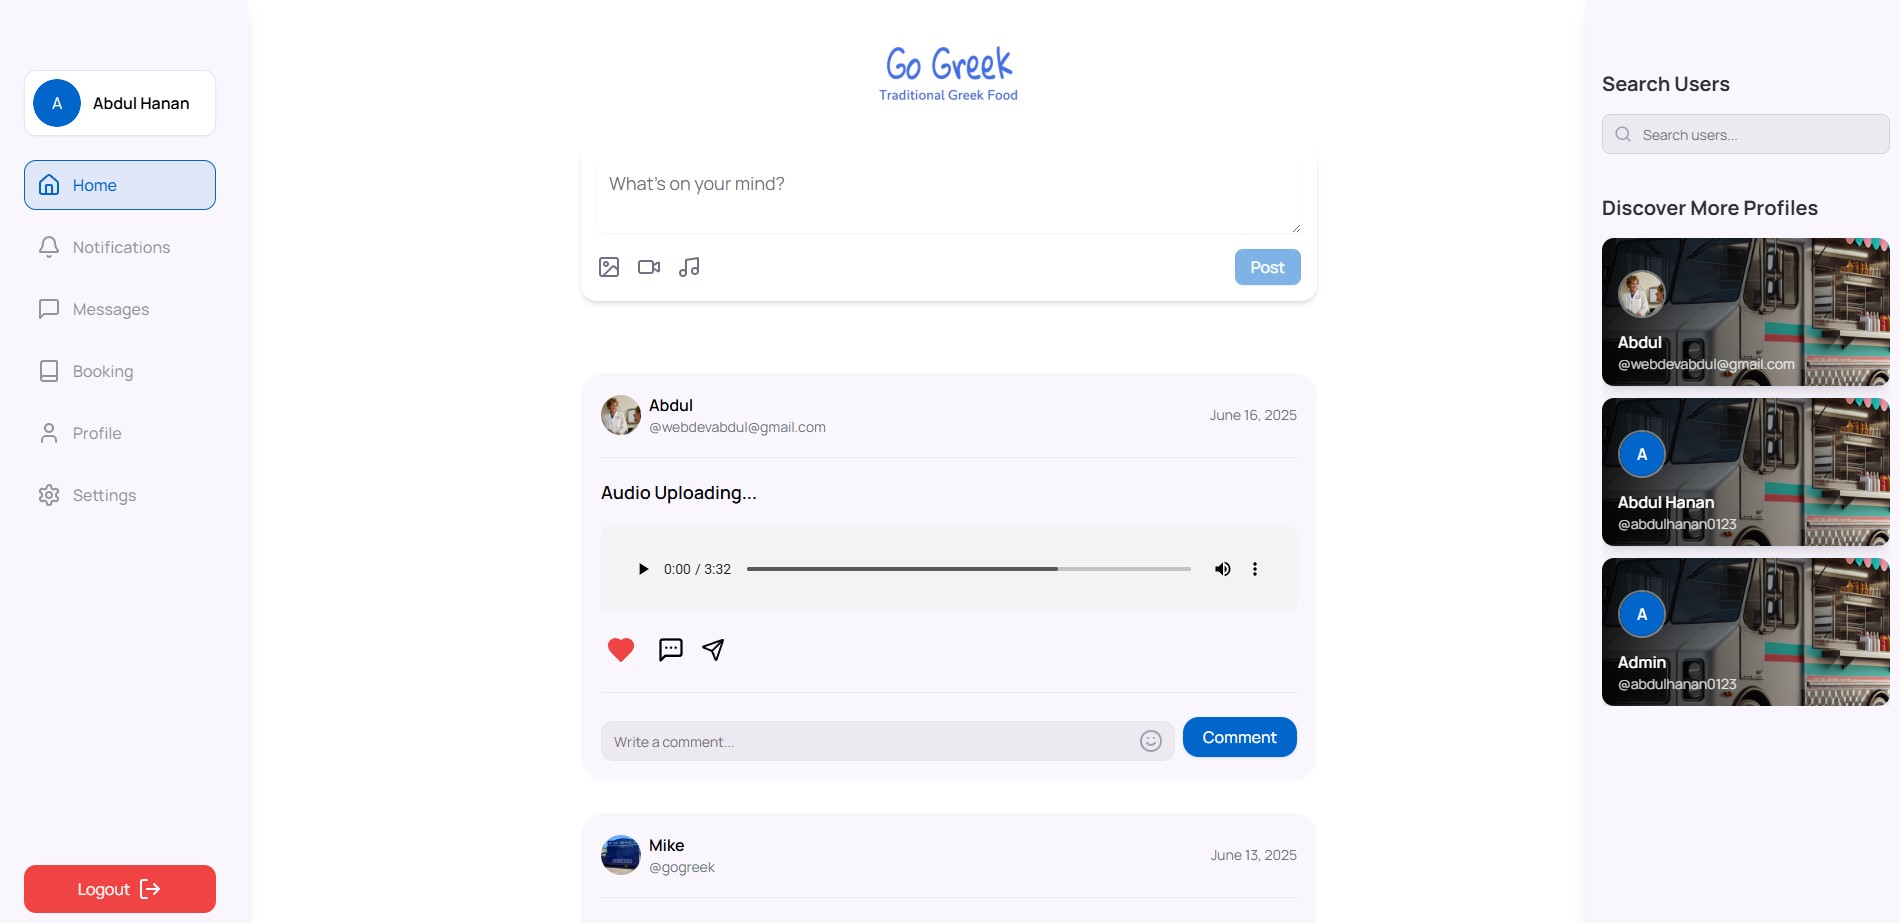 A
Abdul Hanan
Home
Notifications
Messages
Booking
Profile
Settings
Logout
Go Greek
Traditional Greek Food
What's on your mind?
Post
Abdul
@webdevabdul@gmail.com
June 16, 2025
Audio Uploading...
0:00 / 3:32
Write a comment...
Comment
Mike
@gogreek
June 13, 2025
Search Users
Search users...
Discover More Profiles
Abdul
@webdevabdul@gmail.com
A
Abdul Hanan
@abdulhanan0123
A
Admin
@abdulhanan0123